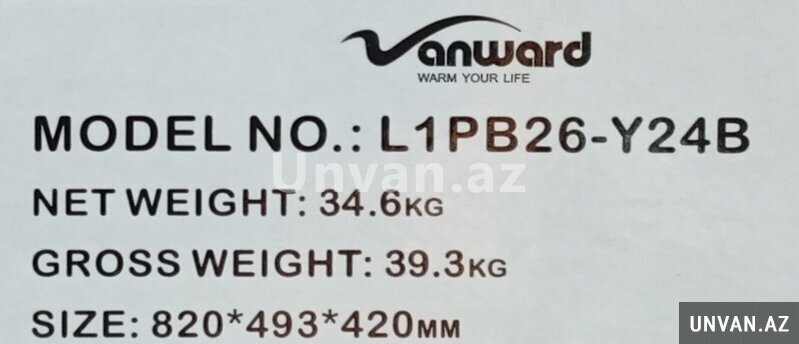 Vanward
WARM YOUR LIFE
MODEL NO.: L1PB26-Y24B
Unvan.az
NET WEIGHT: 34.6KG
GROSS WEIGHT: 39.3KG
SIZE: 820*493*420MM
UNVAN.AZ